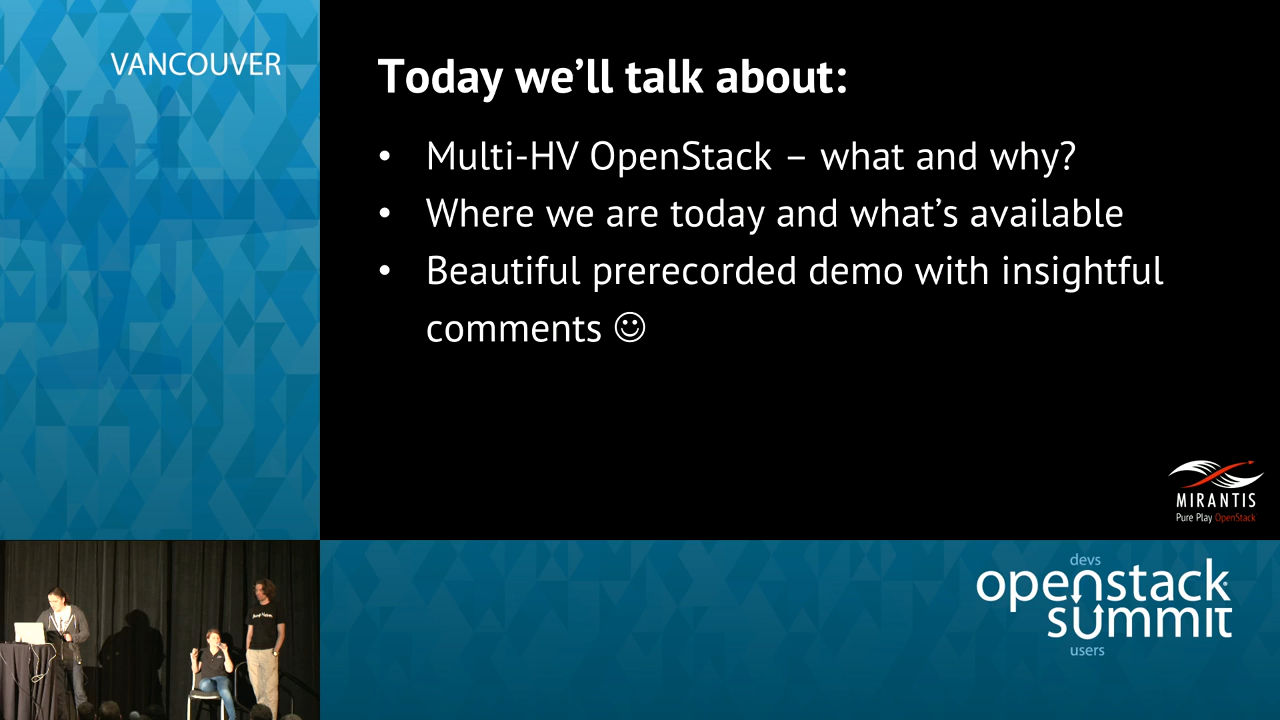 VANCOUVER
Today we’ll talk about:
• Multi-HV OpenStack – what and why?
• Where we are today and what’s available
• Beautiful prerecorded demo with insightful
comments ☺
MIRANTIS
Pure Play OpenStack
devs
openstack
summit
users